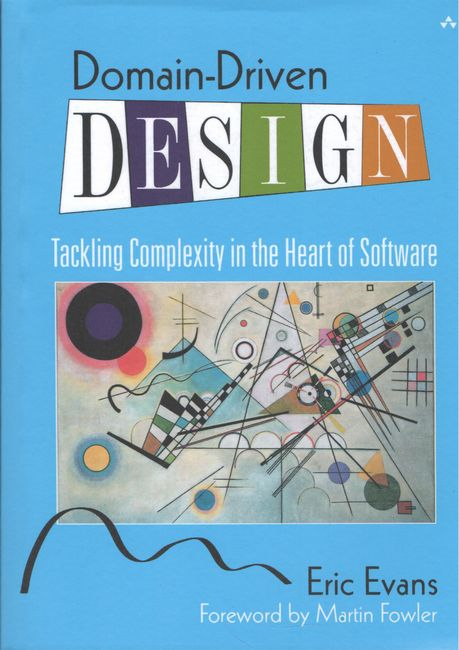 Domain-Driven
DESIGN
Tackling Complexity in the Heart of Software
Eric Evans
Foreword by Martin Fowler